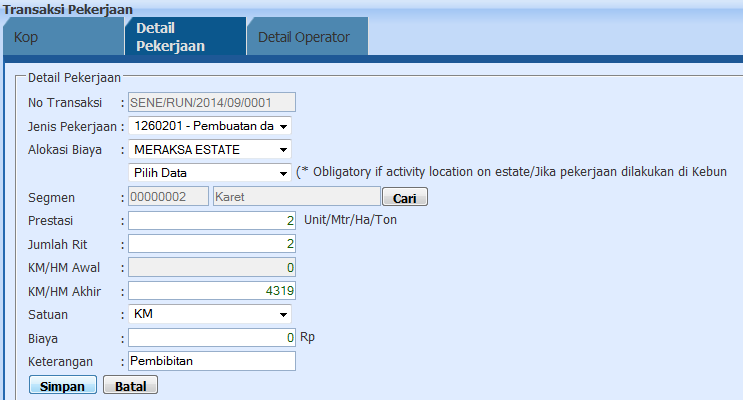 Transaksi Pekerjaan
Kop
Detail Pekerjaan
Detail Operator
Detail Pekerjaan
No Transaksi : SENE/RUN/2014/09/0001
Jenis Pekerjaan : 1260201 - Pembuatan da
Alokasi Biaya : MERAKSA ESTATE
Pilih Data (* Obligatory if activity location on estate/Jika pekerjaan dilakukan di Kebun
Segmen : 00000002 Karet Cari
Prestasi : 2 Unit/Mtr/Ha/Ton
Jumlah Rit : 2
KM/HM Awal : 0
KM/HM Akhir : 4319
Satuan : KM
Biaya : 0 Rp
Keterangan : Pembibitan
Simpan Batal